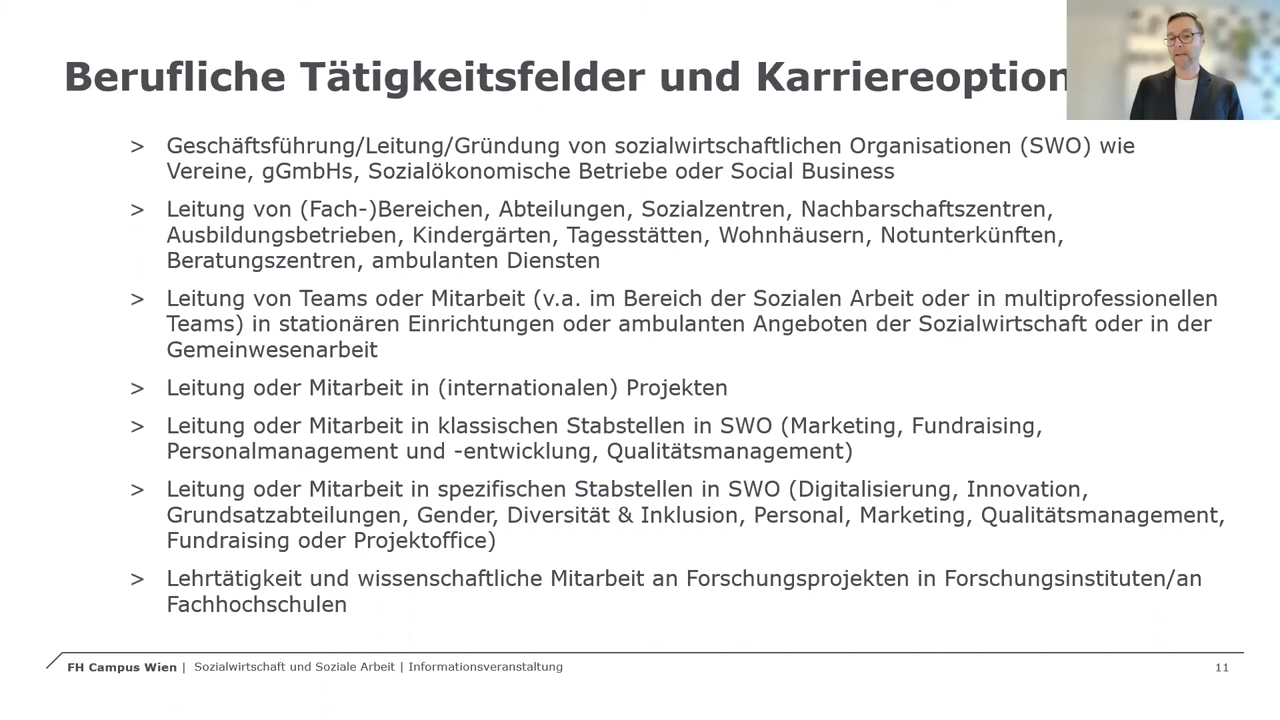 Berufliche Tätigkeitsfelder und Karriereoption
> Geschäftsführung/Leitung/Gründung von sozialwirtschaftlichen Organisationen (SWO) wie
Vereine, gGmbHs, Sozialökonomische Betriebe oder Social Business
> Leitung von (Fach-)Bereichen, Abteilungen, Sozialzentren, Nachbarschaftszentren,
Ausbildungsbetrieben, Kindergärten, Tagesstätten, Wohnhäusern, Notunterkünften,
Beratungszentren, ambulanten Diensten
> Leitung von Teams oder Mitarbeit (v.a. im Bereich der Sozialen Arbeit oder in multiprofessionellen
Teams) in stationären Einrichtungen oder ambulanten Angeboten der Sozialwirtschaft oder in der
Gemeinwesenarbeit
> Leitung oder Mitarbeit in (internationalen) Projekten
> Leitung oder Mitarbeit in klassischen Stabstellen in SWO (Marketing, Fundraising,
Personalmanagement und -entwicklung, Qualitätsmanagement)
> Leitung oder Mitarbeit in spezifischen Stabstellen in SWO (Digitalisierung, Innovation,
Grundsatzabteilungen, Gender, Diversität & Inklusion, Personal, Marketing, Qualitätsmanagement,
Fundraising oder Projektoffice)
> Lehrtätigkeit und wissenschaftliche Mitarbeit an Forschungsprojekten in Forschungsinstituten/an
Fachhochschulen
FH Campus Wien | Sozialwirtschaft und Soziale Arbeit | Informationsveranstaltung 11